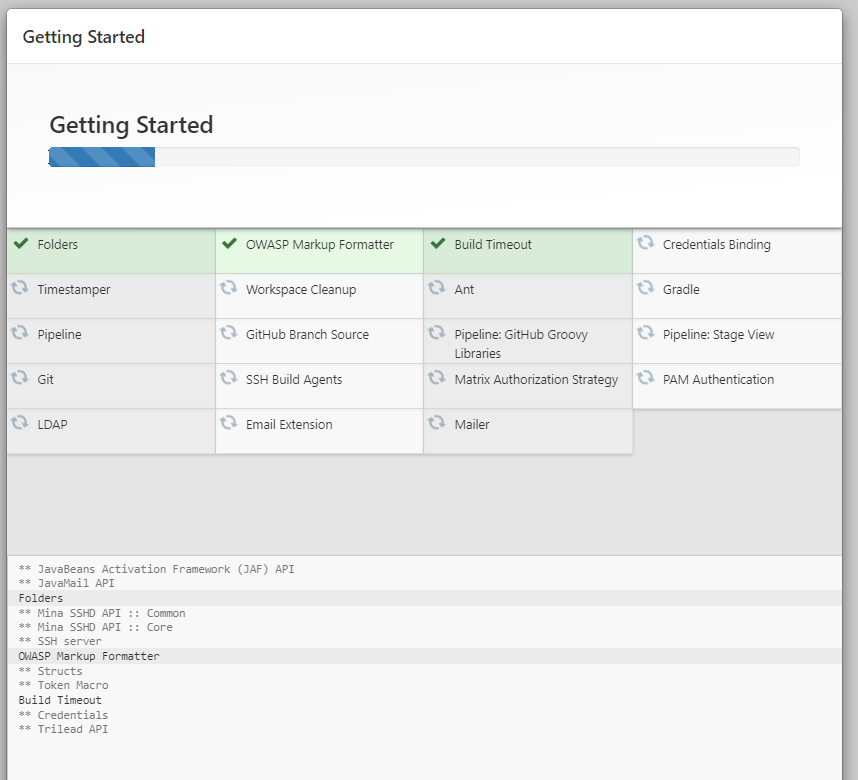 Getting Started
Getting Started
Folders
OWASP Markup Formatter
Build Timeout
Credentials Binding
Timestamper
Workspace Cleanup
Ant
Gradle
Pipeline
GitHub Branch Source
Pipeline: GitHub Groovy
Libraries
Pipeline: Stage View
Git
SSH Build Agents
Matrix Authorization Strategy
PAM Authentication
LDAP
Email Extension
Mailer
** JavaBeans Activation Framework (JAF) API
** JavaMail API
Folders
** Mina SSHD API :: Common
** Mina SSHD API :: Core
** SSH server
OWASP Markup Formatter
** Structs
** Token Macro
Build Timeout
** Credentials
** Trilead API